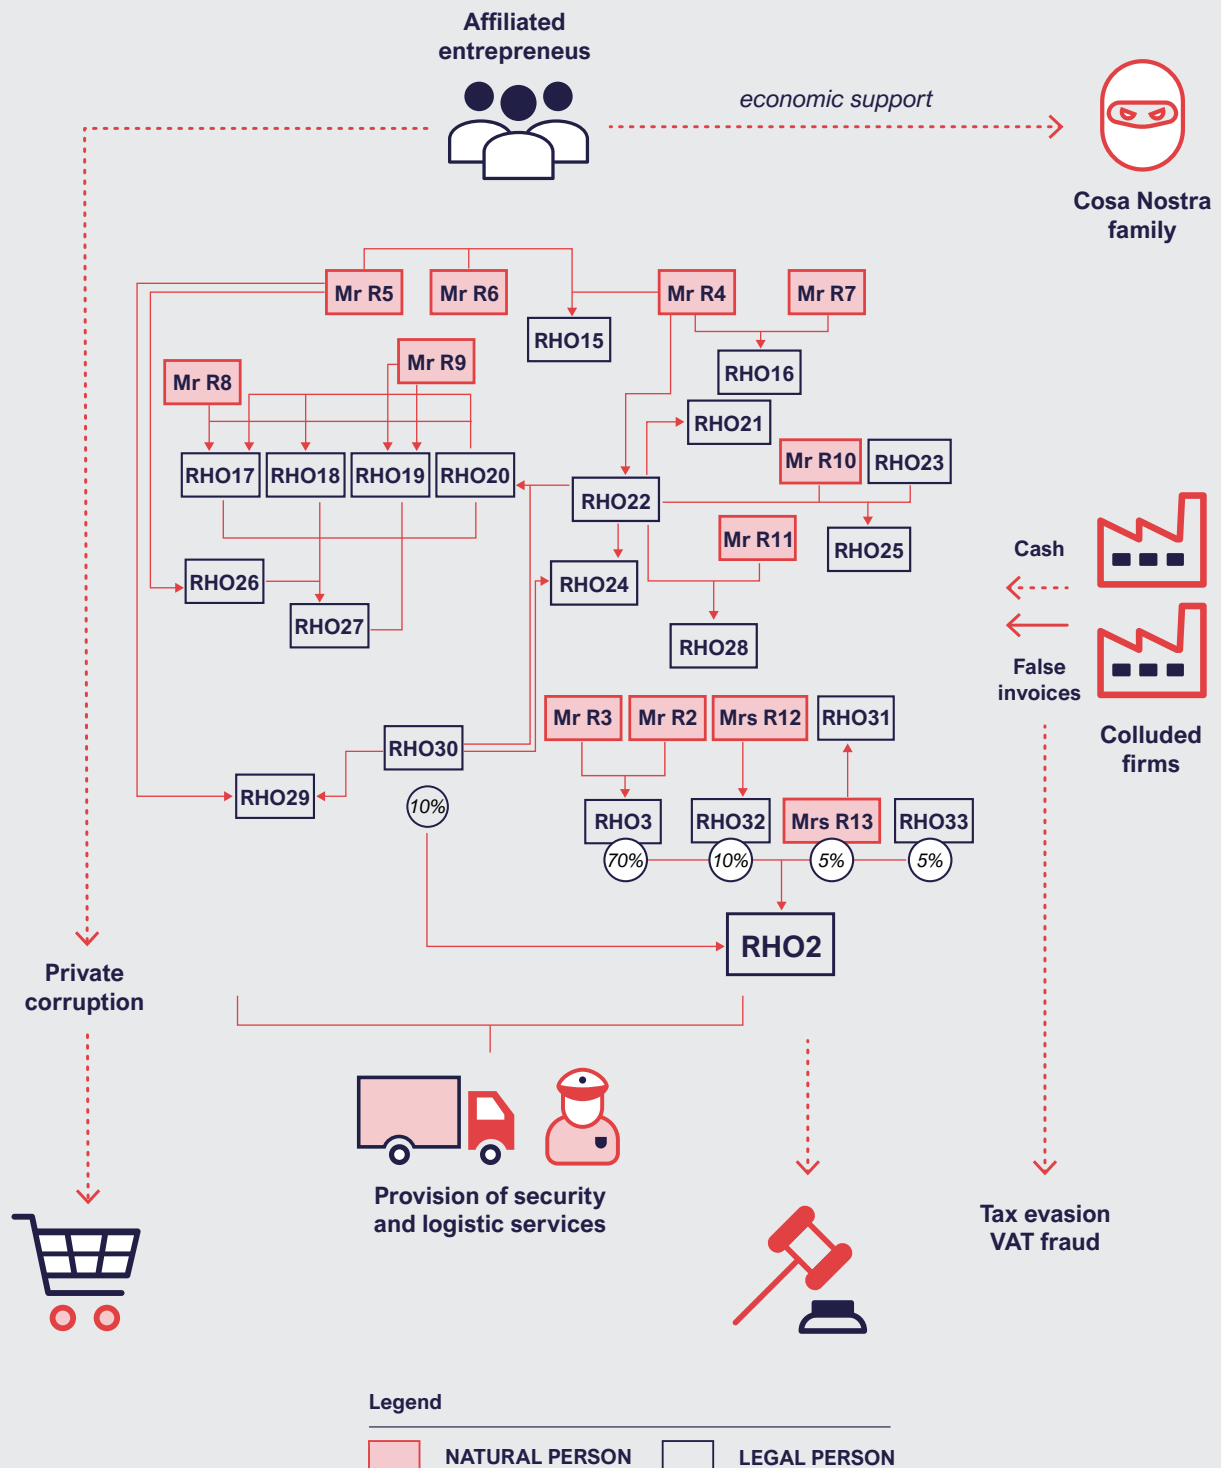 Affiliated
entrepreneus
economic support
Cosa Nostra
family
Mr R5
Mr R6
Mr R4
Mr R7
RHO15
RHO16
Mr R9
Mr R8
RHO21
RHO17
RHO18
RHO19
RHO20
RHO22
Mr R10
RHO23
Mr R11
RHO25
Cash
RHO26
RHO24
RHO27
RHO28
False
invoices
Colluded
firms
Mr R3
Mr R2
Mrs R12
RHO31
RHO30
RHO29
10%
RHO3
RHO32
Mrs R13
RHO33
70%
10%
5%
5%
RHO2
Private
corruption
Provision of security
and logistic services
Tax evasion
VAT fraud
Legend
NATURAL PERSON
LEGAL PERSON